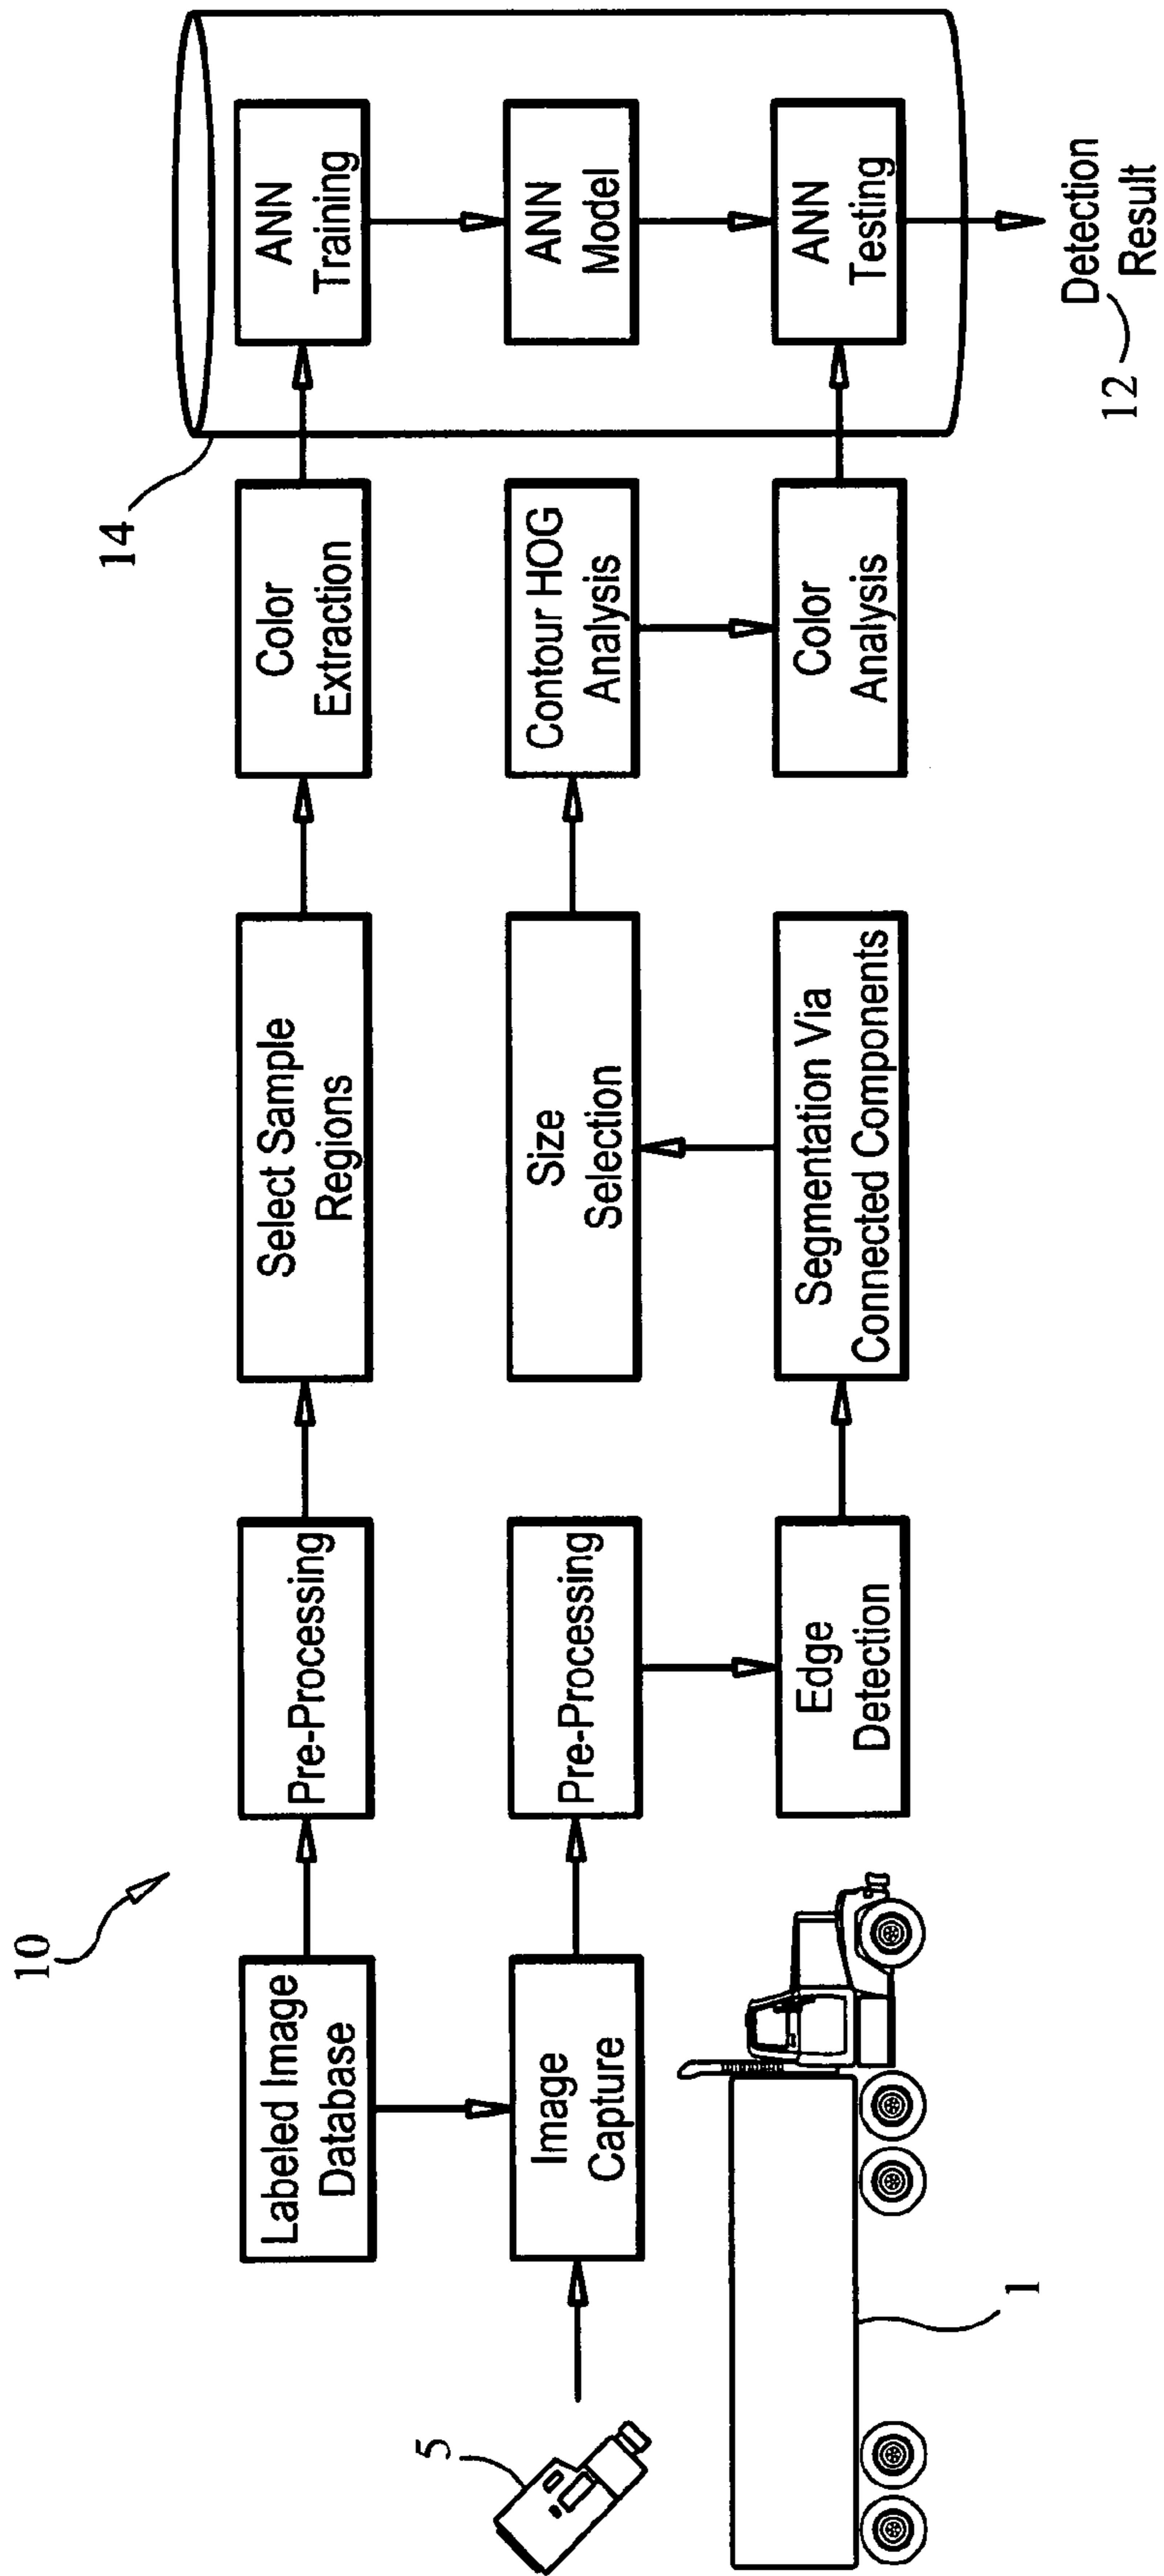 10
14
Labeled Image
Database
Pre-Processing
Select Sample
Regions
Color
Extraction
ANN
Training
5
Image
Capture
Pre-Processing
Size
Selection
Contour HOG
Analysis
ANN
Model
Edge
Detection
Segmentation Via
Connected Components
Color
Analysis
ANN
Testing
1
12
Detection
Result